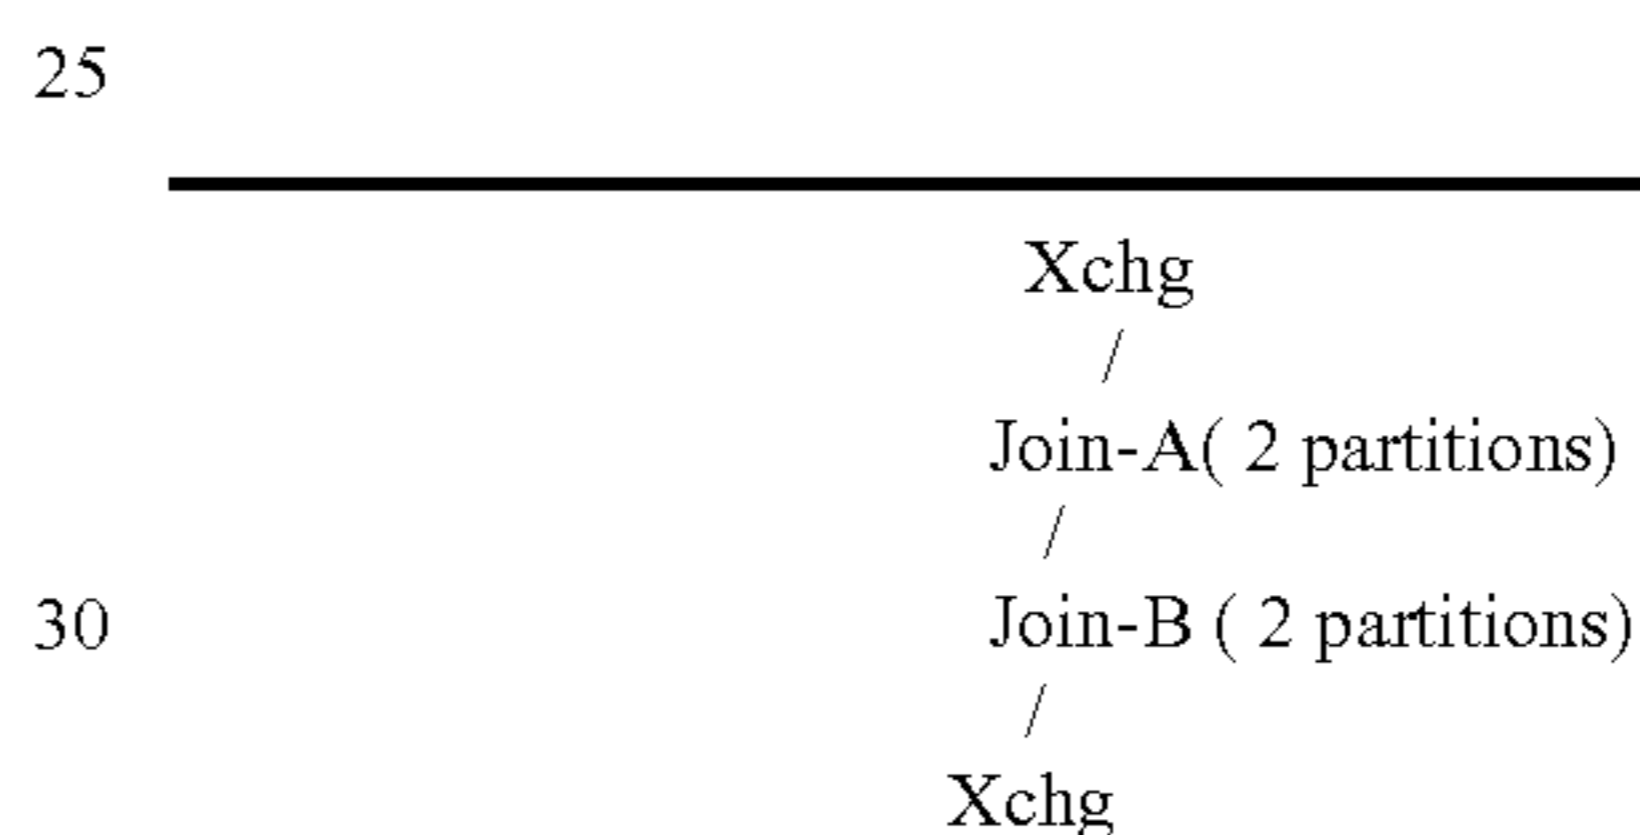 25
Xchg
/
Join-A( 2 partitions)
/
30 Join-B ( 2 partitions)
/
Xchg